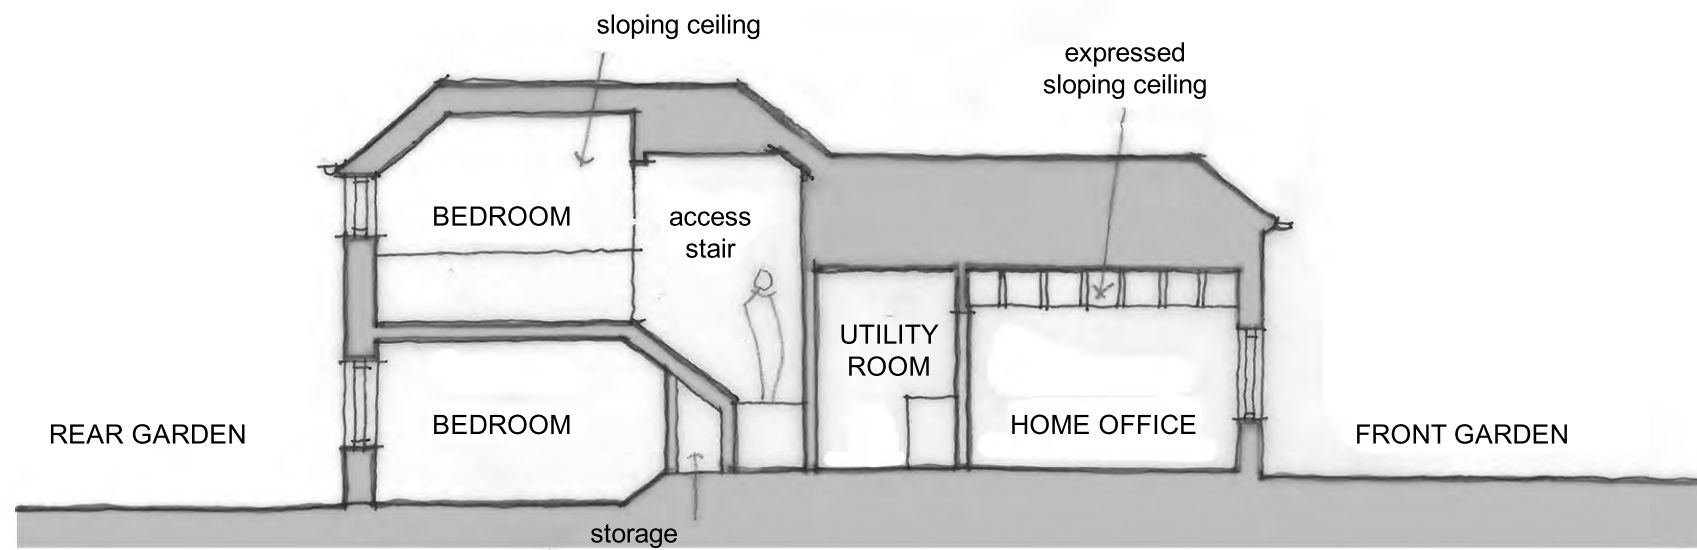 sloping ceiling
expressed
sloping ceiling
BEDROOM
access
stair
UTILITY
ROOM
BEDROOM
HOME OFFICE
REAR GARDEN
FRONT GARDEN
storage